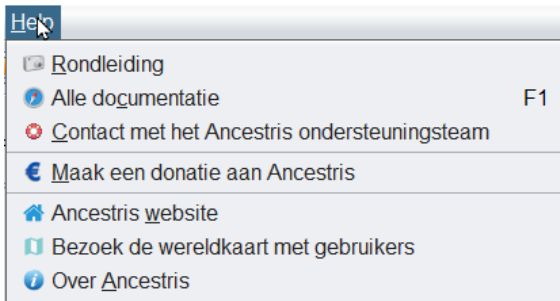 Help
Rondleiding
Alle documentatie F1
Contact met het Ancestris ondersteuningsteam
Maak een donatie aan Ancestris
Ancestris website
Bezoek de wereldkaart met gebruikers
Over Ancestris